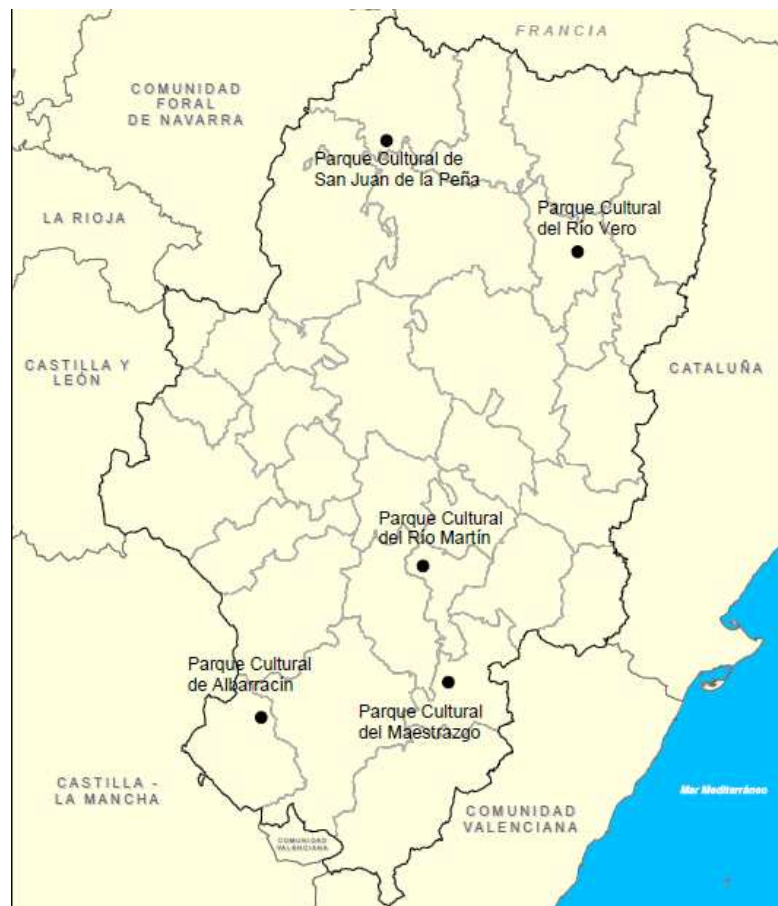 FRANCIA
COMUNIDAD
FORAL
DE NAVARRA
Parque Cultural de
San Juan de la Peña
LA RIOJA
Parque Cultural
del Río Vero
CASTILLA Y
LEÓN
CATALUÑA
Parque Cultural
del Río Martín
Parque Cultural
de Albarracín
Parque Cultural
del Maestrazgo
CASTILLA -
LA MANCHA
Mar Mediterráneo
COMUNIDAD
VALENCIANA
COMUNIDAD
VALENCIANA